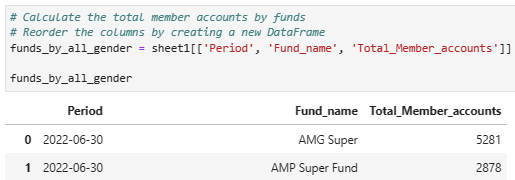 # Calculate the total member accounts by funds
# Reorder the columns by creating a new DataFrame
funds_by_all_gender = sheet1[['Period', 'Fund_name', 'Total_Member_accounts']]
funds_by_all_gender
Period Fund_name Total_Member_accounts
0 2022-06-30 AMG Super 5281
1 2022-06-30 AMP Super Fund 2878